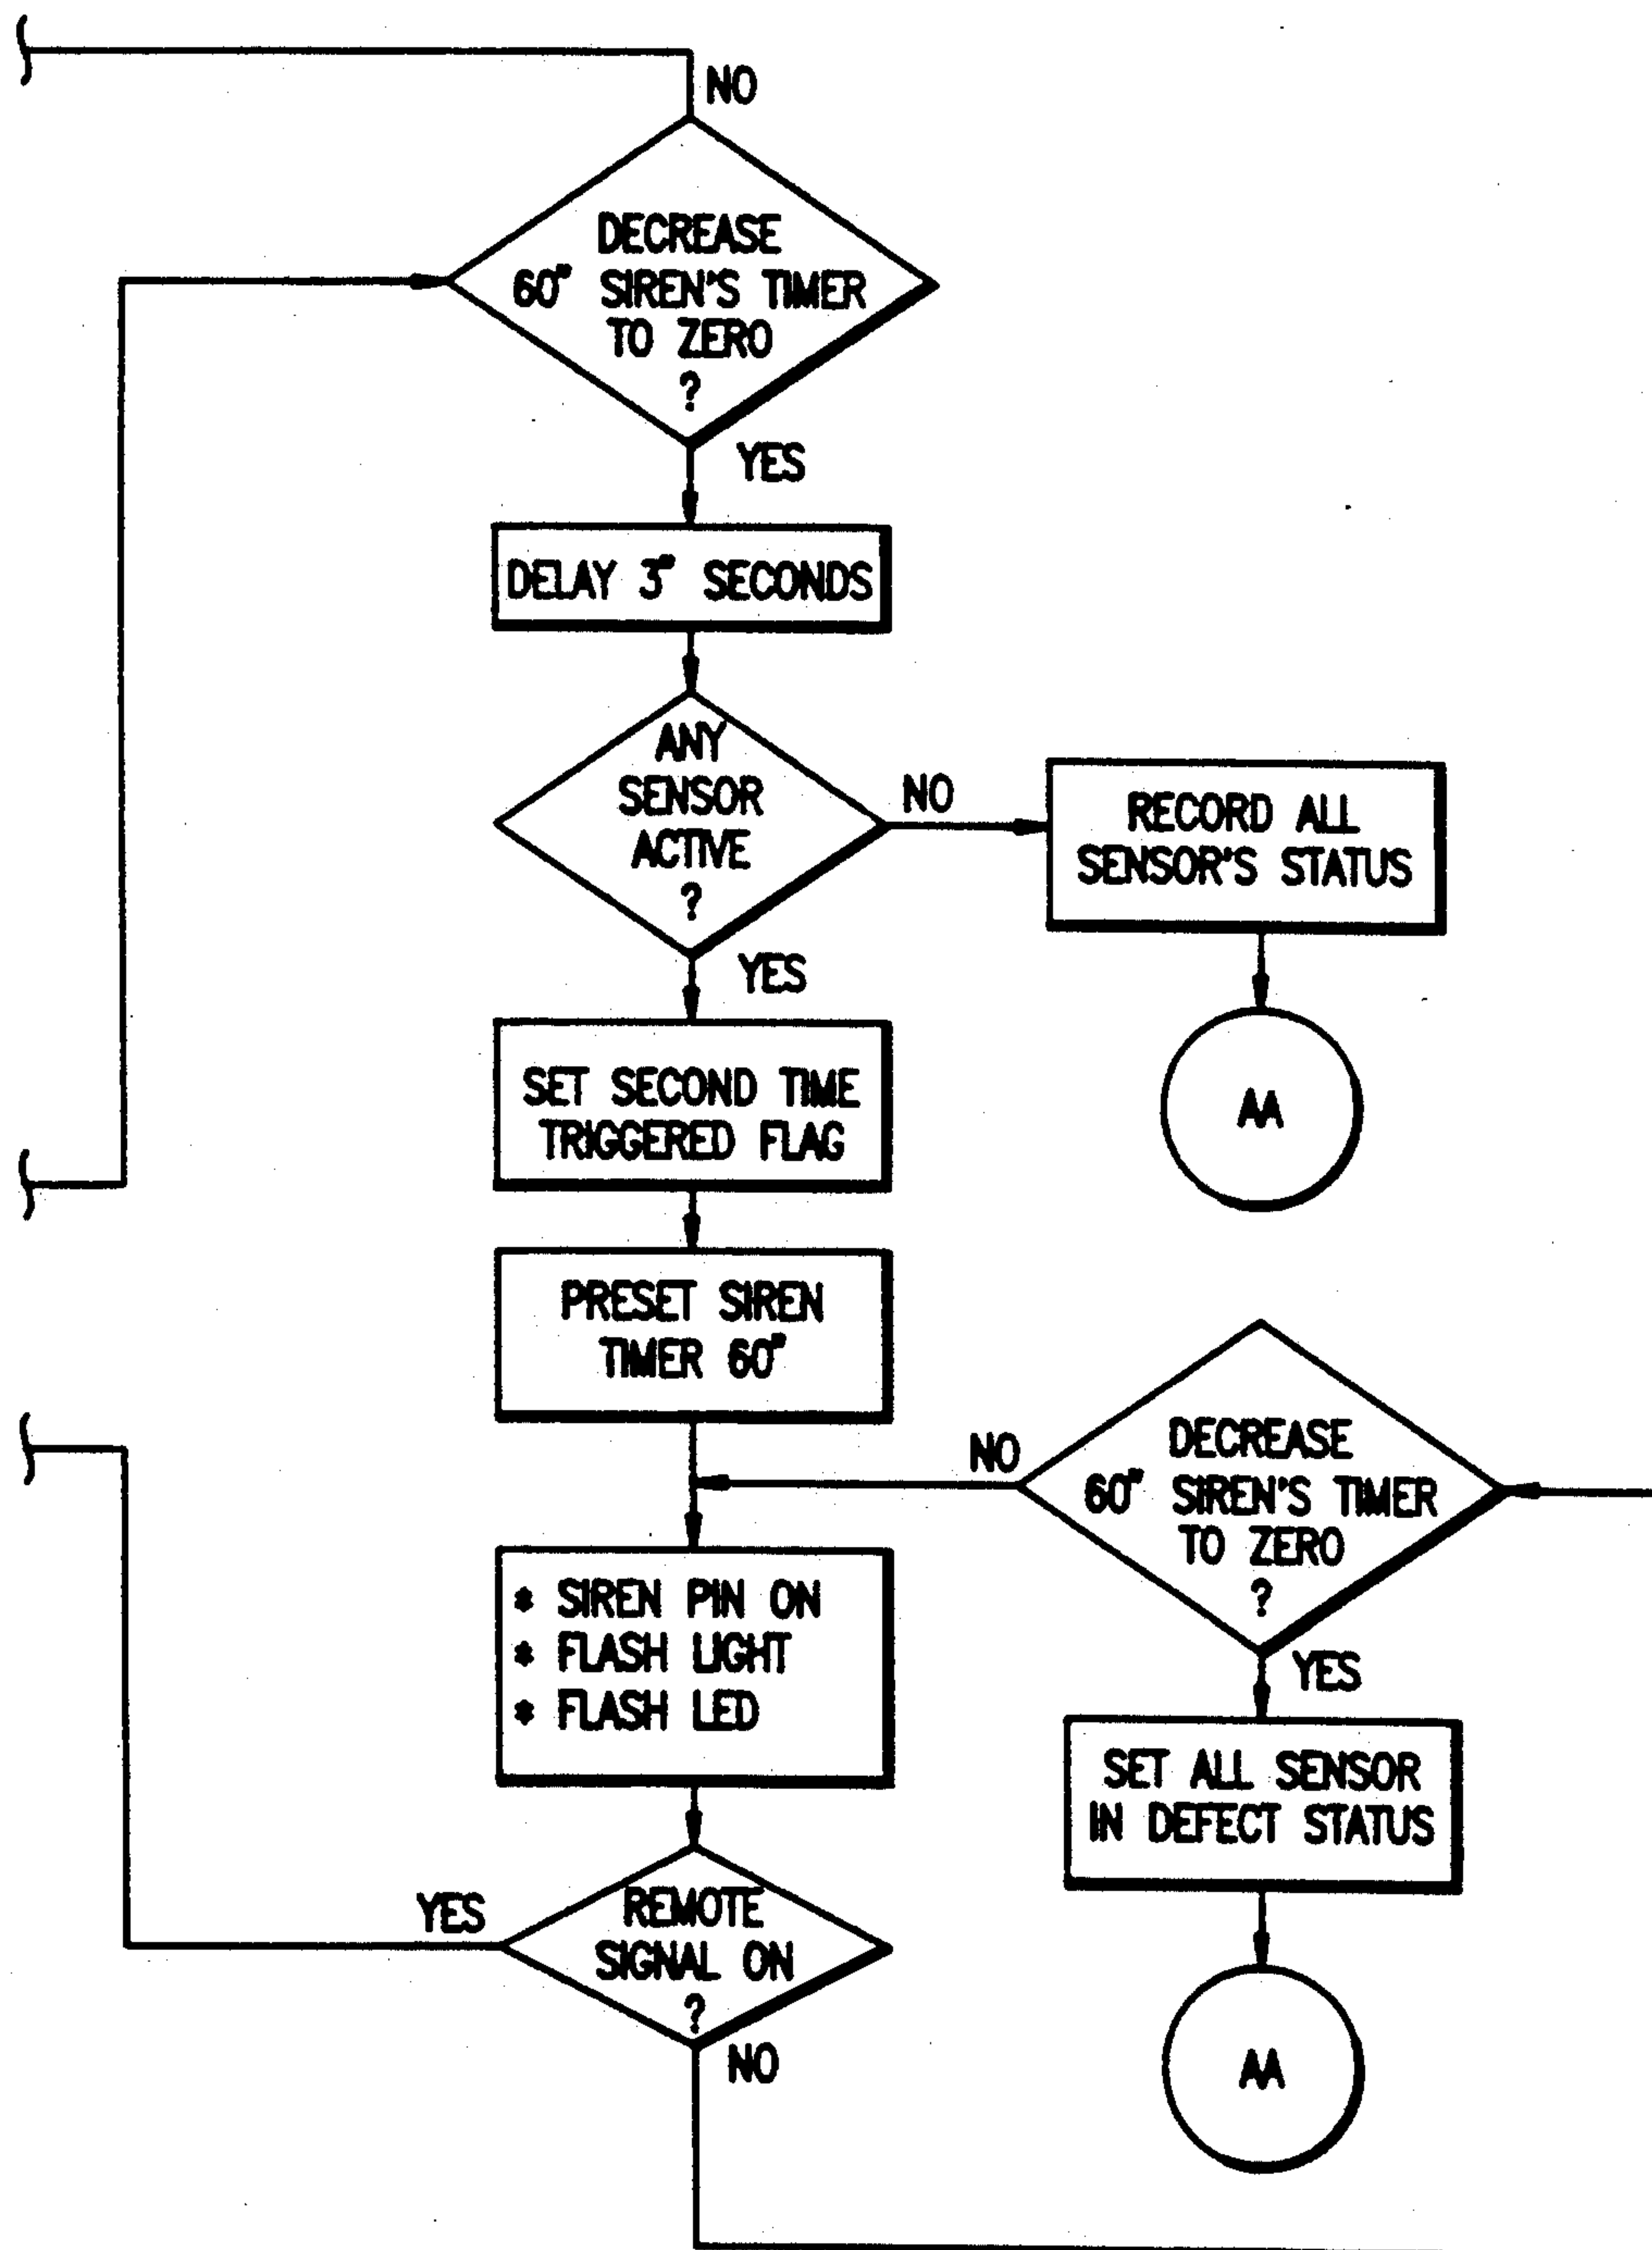 NO
DECREASE
60" SIREN'S TIMER
TO ZERO
?
YES
DELAY 3" SECONDS
ANY
SENSOR
ACTIVE
?
NO
RECORD ALL
SENSOR'S STATUS
YES
AA
SET SECOND TIME
TRIGGERED FLAG
PRESET SIREN
TIMER 60"
NO
DECREASE
60" SIREN'S TIMER
TO ZERO
?
YES
* SIREN PIN ON
* FLASH LIGHT
* FLASH LED
SET ALL SENSOR
IN DEFECT STATUS
YES
REMOTE
SIGNAL ON
?
NO
AA